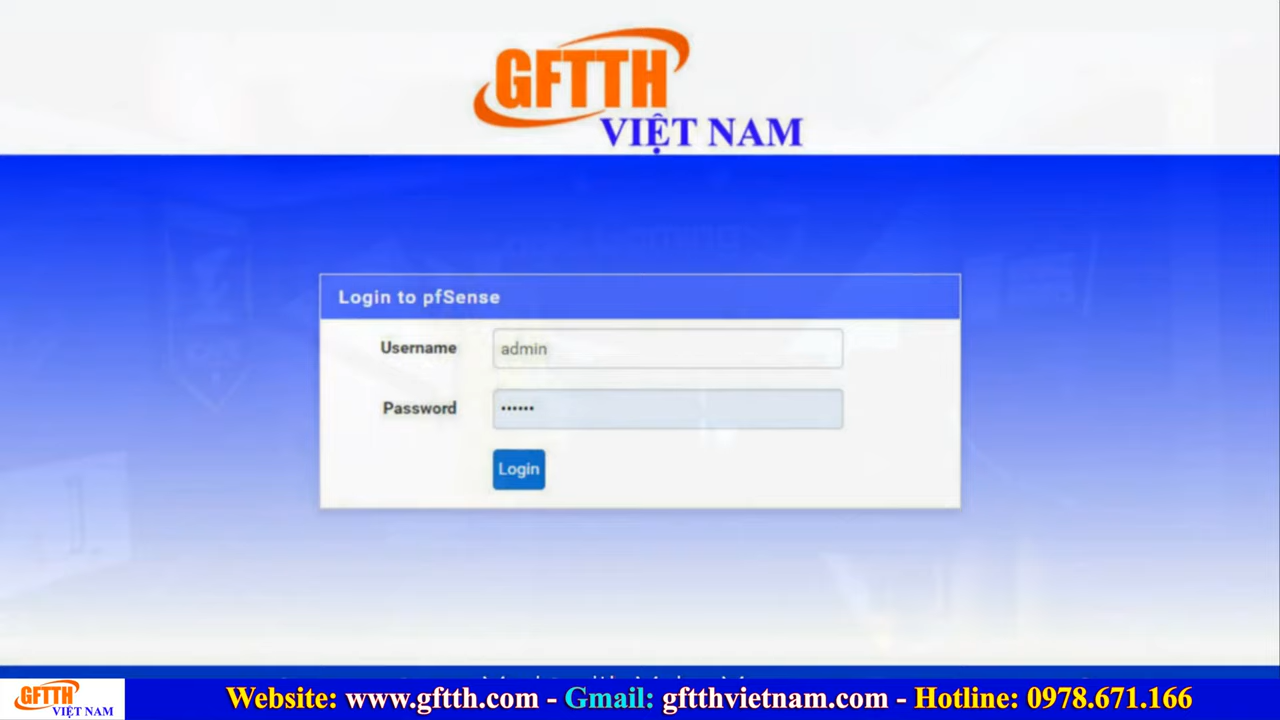 GFTTH
VIỆT NAM
Login to pfSense
Username
admin
Password
••••••
Login
GFTTH
VIỆT NAM
Website: www.gftth.com - Gmail: gftthvietnam.com - Hotline: 0978.671.166